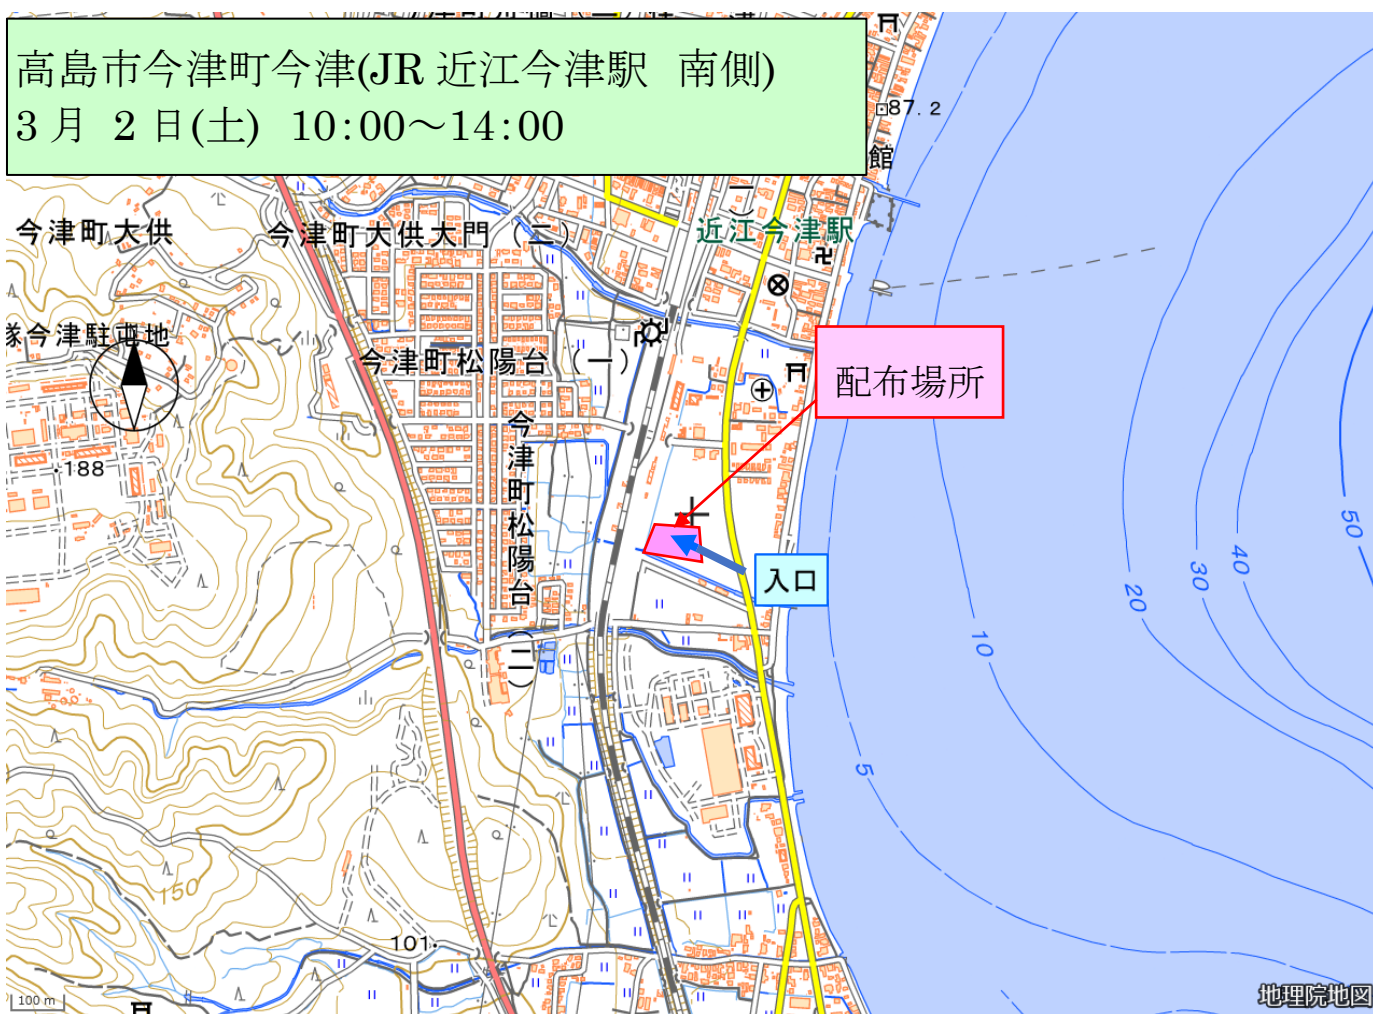 高島市今津町今津(JR 近江今津駅 南側)
3 月 2 日(土) 10:00～14:00
87.2
館
今津町大供
今津町大供大門（二）
近江今津駅
隊今津駐屯地
今津町松陽台（一）
配布場所
188
今津町松陽台（二）
入口
50
40
30
20
10
5
150
101
100 m
地理院地図